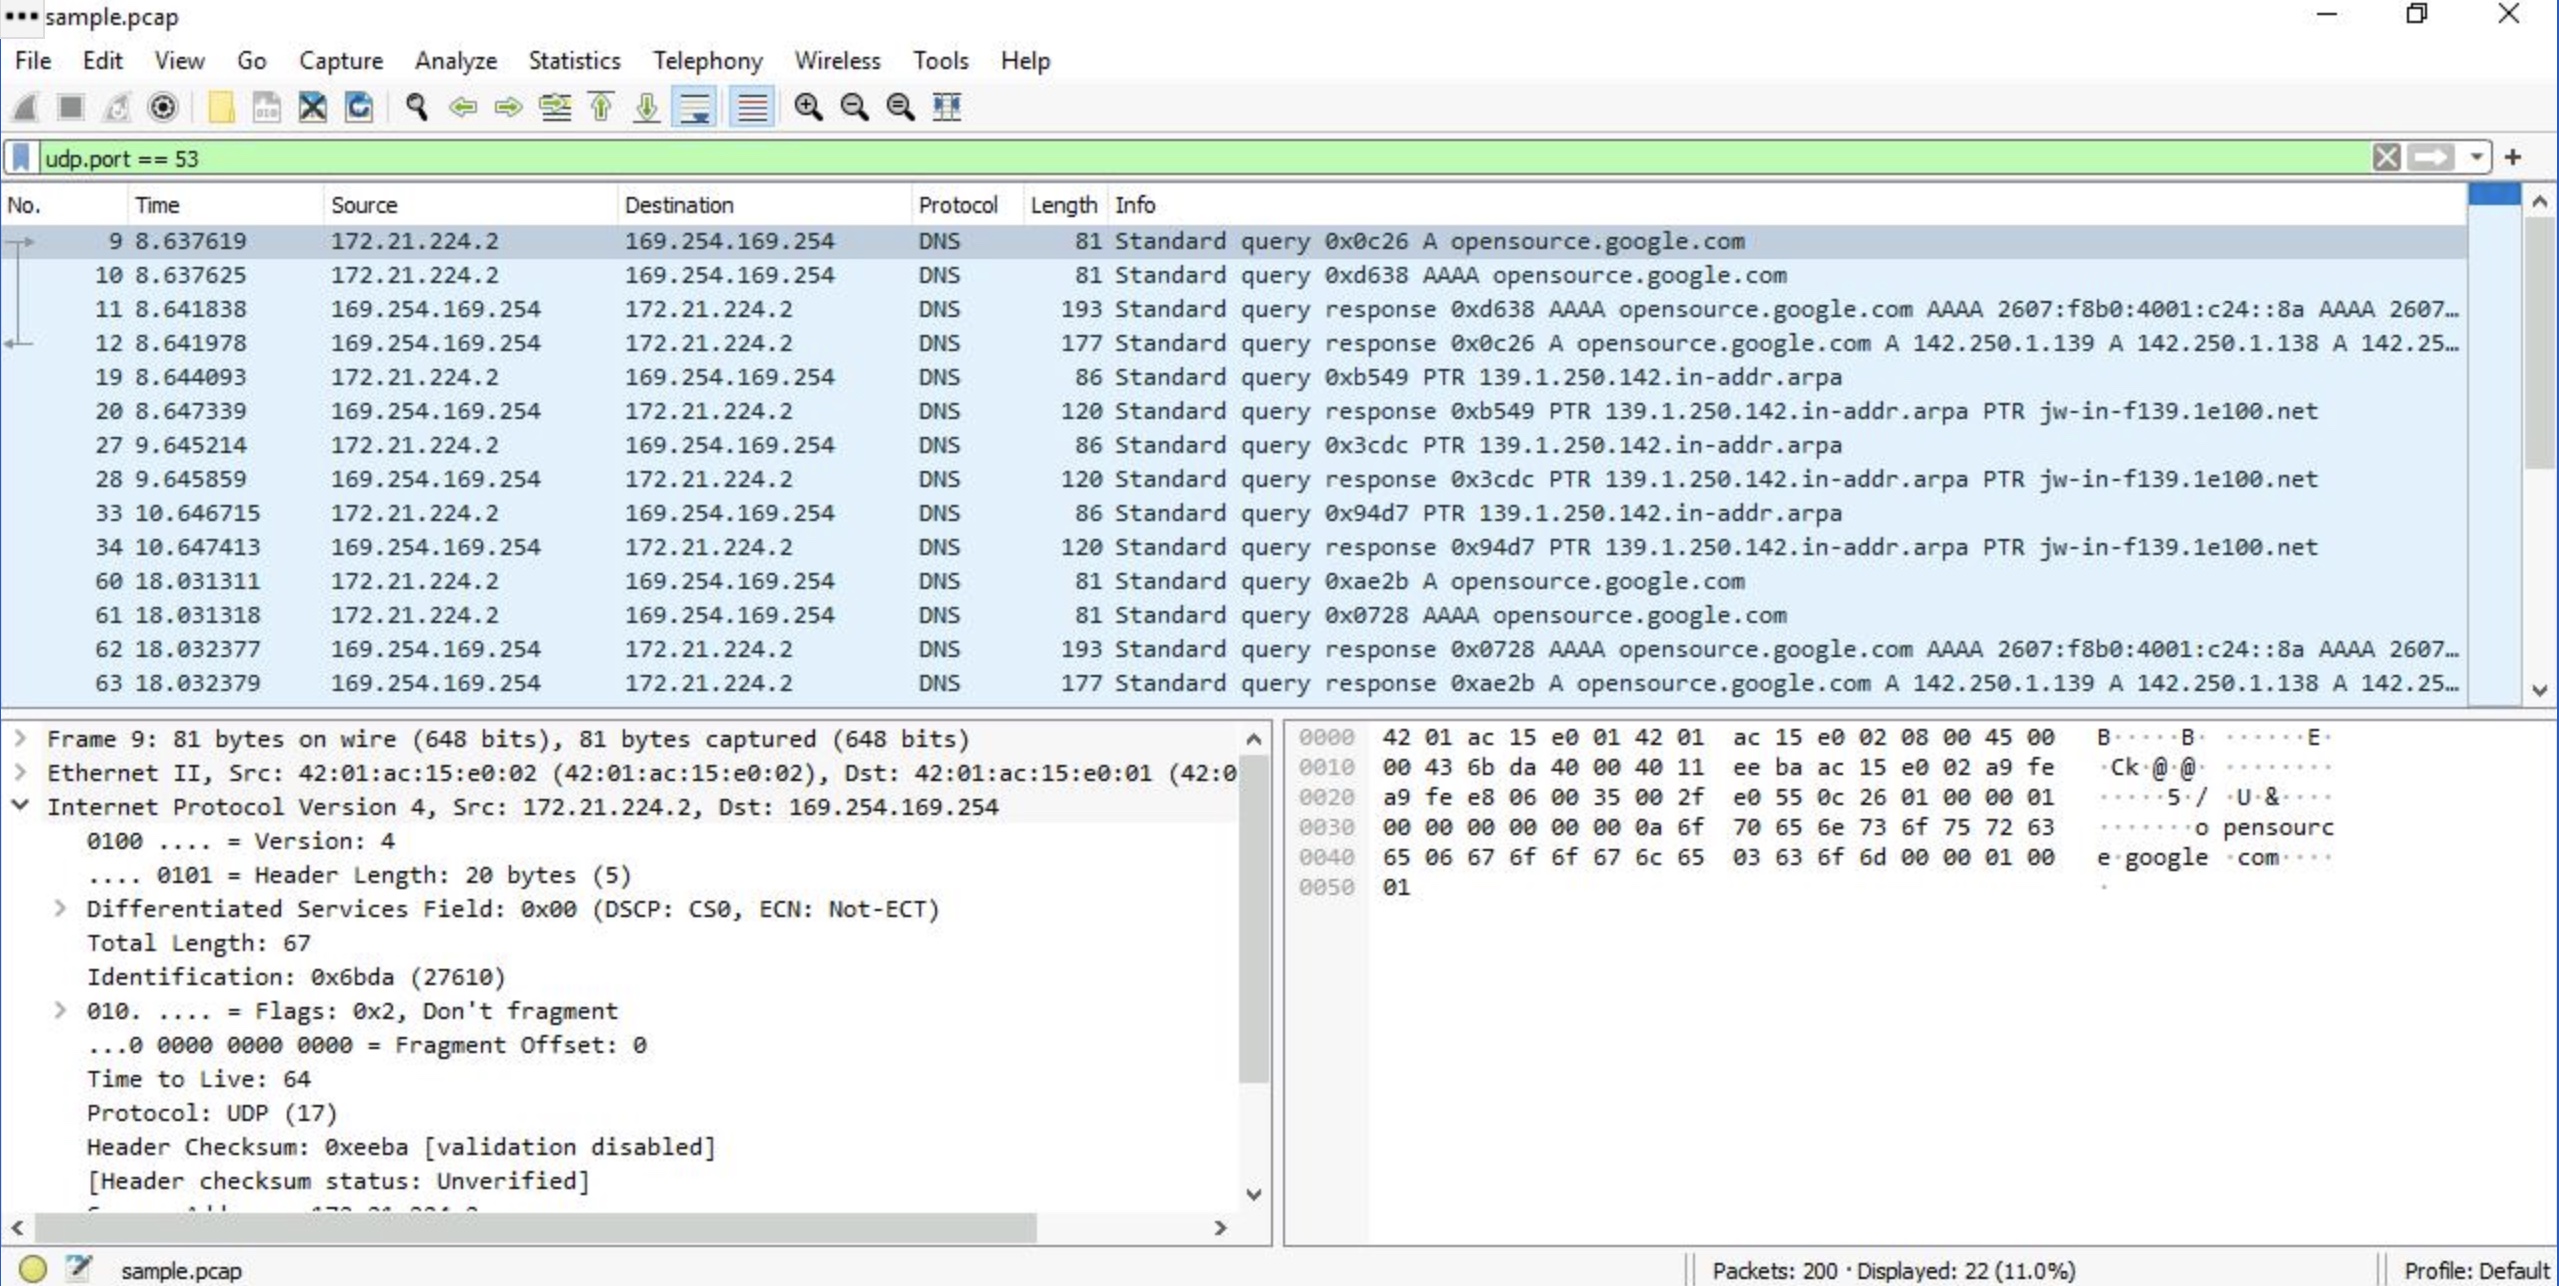 sample.pcap
File Edit View Go Capture Analyze Statistics Telephony Wireless Tools Help
udp.port == 53
No. Time Source Destination Protocol Length Info
9 8.637619 172.21.224.2 169.254.169.254 DNS 81 Standard query 0x0c26 A opensource.google.com
10 8.637625 172.21.224.2 169.254.169.254 DNS 81 Standard query 0xd638 AAAA opensource.google.com
11 8.641838 169.254.169.254 172.21.224.2 DNS 193 Standard query response 0xd638 AAAA opensource.google.com AAAA 2607:f8b0:4001:c24::8a AAAA 2607…
12 8.641978 169.254.169.254 172.21.224.2 DNS 177 Standard query response 0x0c26 A opensource.google.com A 142.250.1.139 A 142.250.1.138 A 142.25…
19 8.644093 172.21.224.2 169.254.169.254 DNS 86 Standard query 0xb549 PTR 139.1.250.142.in-addr.arpa
20 8.647339 169.254.169.254 172.21.224.2 DNS 120 Standard query response 0xb549 PTR 139.1.250.142.in-addr.arpa PTR jw-in-f139.1e100.net
27 9.645214 172.21.224.2 169.254.169.254 DNS 86 Standard query 0x3cdc PTR 139.1.250.142.in-addr.arpa
28 9.645859 169.254.169.254 172.21.224.2 DNS 120 Standard query response 0x3cdc PTR 139.1.250.142.in-addr.arpa PTR jw-in-f139.1e100.net
33 10.646715 172.21.224.2 169.254.169.254 DNS 86 Standard query 0x94d7 PTR 139.1.250.142.in-addr.arpa
34 10.647413 169.254.169.254 172.21.224.2 DNS 120 Standard query response 0x94d7 PTR 139.1.250.142.in-addr.arpa PTR jw-in-f139.1e100.net
60 18.031311 172.21.224.2 169.254.169.254 DNS 81 Standard query 0xae2b A opensource.google.com
61 18.031318 172.21.224.2 169.254.169.254 DNS 81 Standard query 0x0728 AAAA opensource.google.com
62 18.032377 169.254.169.254 172.21.224.2 DNS 193 Standard query response 0x0728 AAAA opensource.google.com AAAA 2607:f8b0:4001:c24::8a AAAA 2607…
63 18.032379 169.254.169.254 172.21.224.2 DNS 177 Standard query response 0xae2b A opensource.google.com A 142.250.1.139 A 142.250.1.138 A 142.25…
Frame 9: 81 bytes on wire (648 bits), 81 bytes captured (648 bits)
Ethernet II, Src: 42:01:ac:15:e0:02 (42:01:ac:15:e0:02), Dst: 42:01:ac:15:e0:01 (42:0
Internet Protocol Version 4, Src: 172.21.224.2, Dst: 169.254.169.254
0100 .... = Version: 4
.... 0101 = Header Length: 20 bytes (5)
Differentiated Services Field: 0x00 (DSCP: CS0, ECN: Not-ECT)
Total Length: 67
Identification: 0x6bda (27610)
010. .... = Flags: 0x2, Don't fragment
...0 0000 0000 0000 = Fragment Offset: 0
Time to Live: 64
Protocol: UDP (17)
Header Checksum: 0xeeba [validation disabled]
[Header checksum status: Unverified]
0000 42 01 ac 15 e0 01 42 01 ac 15 e0 02 08 00 45 00 B·····B· ······E·
0010 00 43 6b da 40 00 40 11 ee ba ac 15 e0 02 a9 fe ·Ck·@·@· ········
0020 a9 fe e8 06 00 35 00 2f e0 55 0c 26 01 00 00 01 ·····5·/ ·U·&····
0030 00 00 00 00 00 00 0a 6f 70 65 6e 73 6f 75 72 63 ·······o pensourc
0040 65 06 67 6f 6f 67 6c 65 03 63 6f 6d 00 00 01 00 e·google ·com····
0050 01 ·
sample.pcap
Packets: 200 · Displayed: 22 (11.0%)
Profile: Default